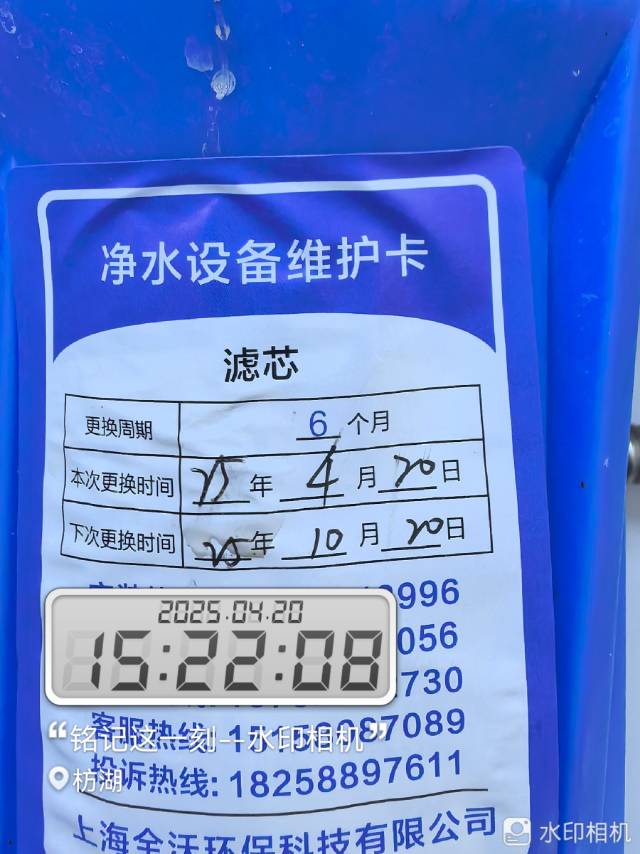 净水设备维护卡
滤芯
更换周期 6 个月
本次更换时间 25 年 4 月 20 日
下次更换时间 25 年 10 月 20 日
0996
2025.04.20
056
15:22:08
730
客服热线: 087089
“铭记这一刻—水印相机”
投诉热线: 18258897611
枋湖
上海全沃环保科技有限公司
水印相机